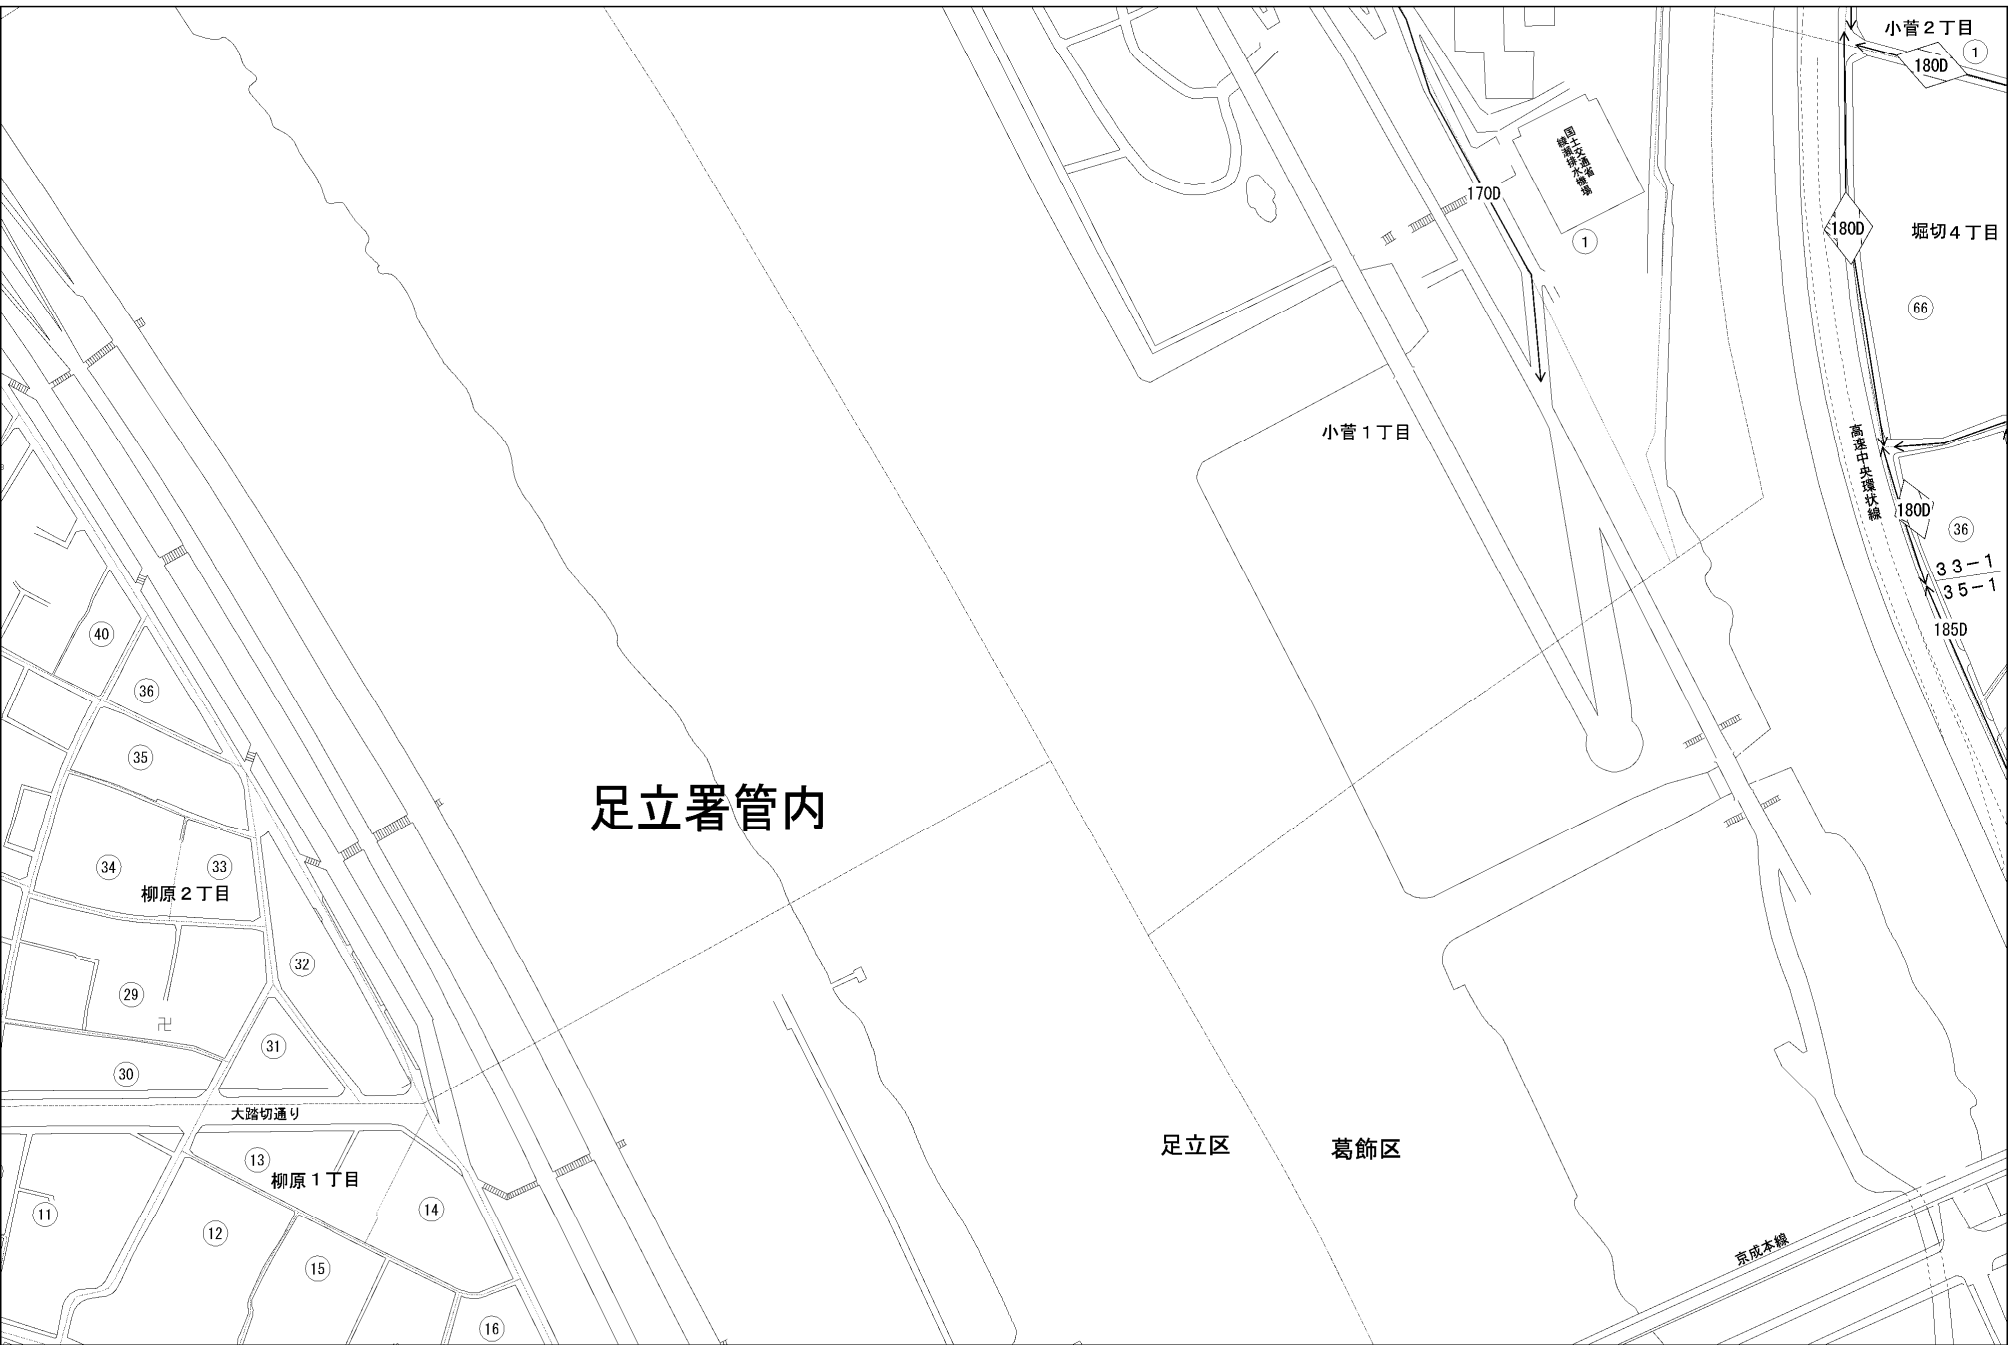 小菅２丁目
1
180D
国土交通省
綾瀬排水機場
170D
1
180D
堀切４丁目
66
小菅１丁目
高速中央環状線
180D
36
３３－１
３５－１
185D
40
36
35
足立署管内
34
33
柳原２丁目
32
29
卍
31
30
大踏切通り
足立区
葛飾区
13
柳原１丁目
14
11
12
15
京成本線
16